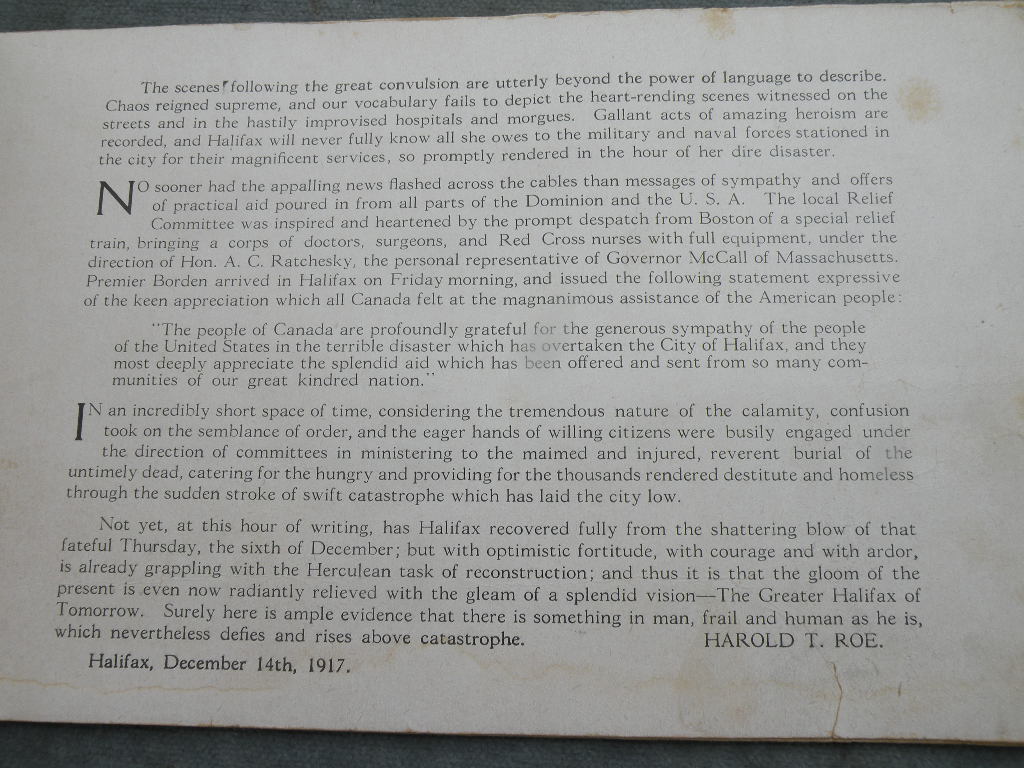 The scenes following the great convulsion are utterly beyond the power of language to describe.
Chaos reigned supreme, and our vocabulary fails to depict the heart-rending scenes witnessed on the
streets and in the hastily improvised hospitals and morgues. Gallant acts of amazing heroism are
recorded, and Halifax will never fully know all she owes to the military and naval forces stationed in
the city for their magnificent services, so promptly rendered in the hour of her dire disaster.
NO sooner had the appalling news flashed across the cables than messages of sympathy and offers
of practical aid poured in from all parts of the Dominion and the U. S. A. The local Relief
Committee was inspired and heartened by the prompt despatch from Boston of a special relief
train, bringing a corps of doctors, surgeons, and Red Cross nurses with full equipment, under the
direction of Hon. A. C. Ratchesky, the personal representative of Governor McCall of Massachusetts.
Premier Borden arrived in Halifax on Friday morning, and issued the following statement expressive
of the keen appreciation which all Canada felt at the magnanimous assistance of the American people:
"The people of Canada are profoundly grateful for the generous sympathy of the people
of the United States in the terrible disaster which has overtaken the City of Halifax, and they
most deeply appreciate the splendid aid which has been offered and sent from so many com-
munities of our great kindred nation."
IN an incredibly short space of time, considering the tremendous nature of the calamity, confusion
took on the semblance of order, and the eager hands of willing citizens were busily engaged under
the direction of committees in ministering to the maimed and injured, reverent burial of the
untimely dead, catering for the hungry and providing for the thousands rendered destitute and homeless
through the sudden stroke of swift catastrophe which has laid the city low.
Not yet, at this hour of writing, has Halifax recovered fully from the shattering blow of that
fateful Thursday, the sixth of December; but with optimistic fortitude, with courage and with ardor,
is already grappling with the Herculean task of reconstruction; and thus it is that the gloom of the
present is even now radiantly relieved with the gleam of a splendid vision—The Greater Halifax of
Tomorrow. Surely here is ample evidence that there is something in man, frail and human as he is,
which nevertheless defies and rises above catastrophe. HAROLD T. ROE.
Halifax, December 14th, 1917.